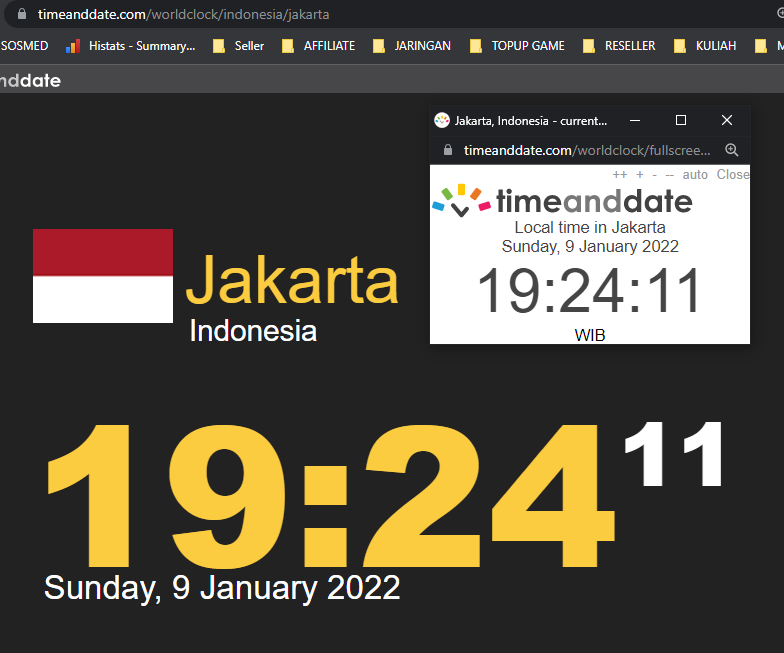 timeanddate.com/worldclock/indonesia/jakarta
SOSMED Histats - Summary... Seller AFFILIATE JARINGAN TOPUP GAME RESELLER KULIAH M
nddate
Jakarta, Indonesia - current...
timeanddate.com/worldclock/fullscree...
++ + - -- auto Close
timeanddate
Local time in Jakarta
Sunday, 9 January 2022
19:24:11
WIB
Jakarta
Indonesia
19:24 11
Sunday, 9 January 2022